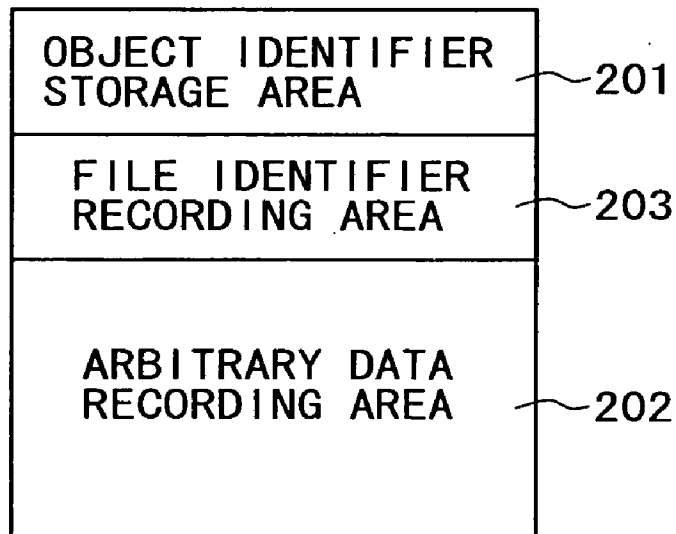 OBJECT IDENTIFIER
STORAGE AREA
201
FILE IDENTIFIER
RECORDING AREA
203
ARBITRARY DATA
RECORDING AREA
202